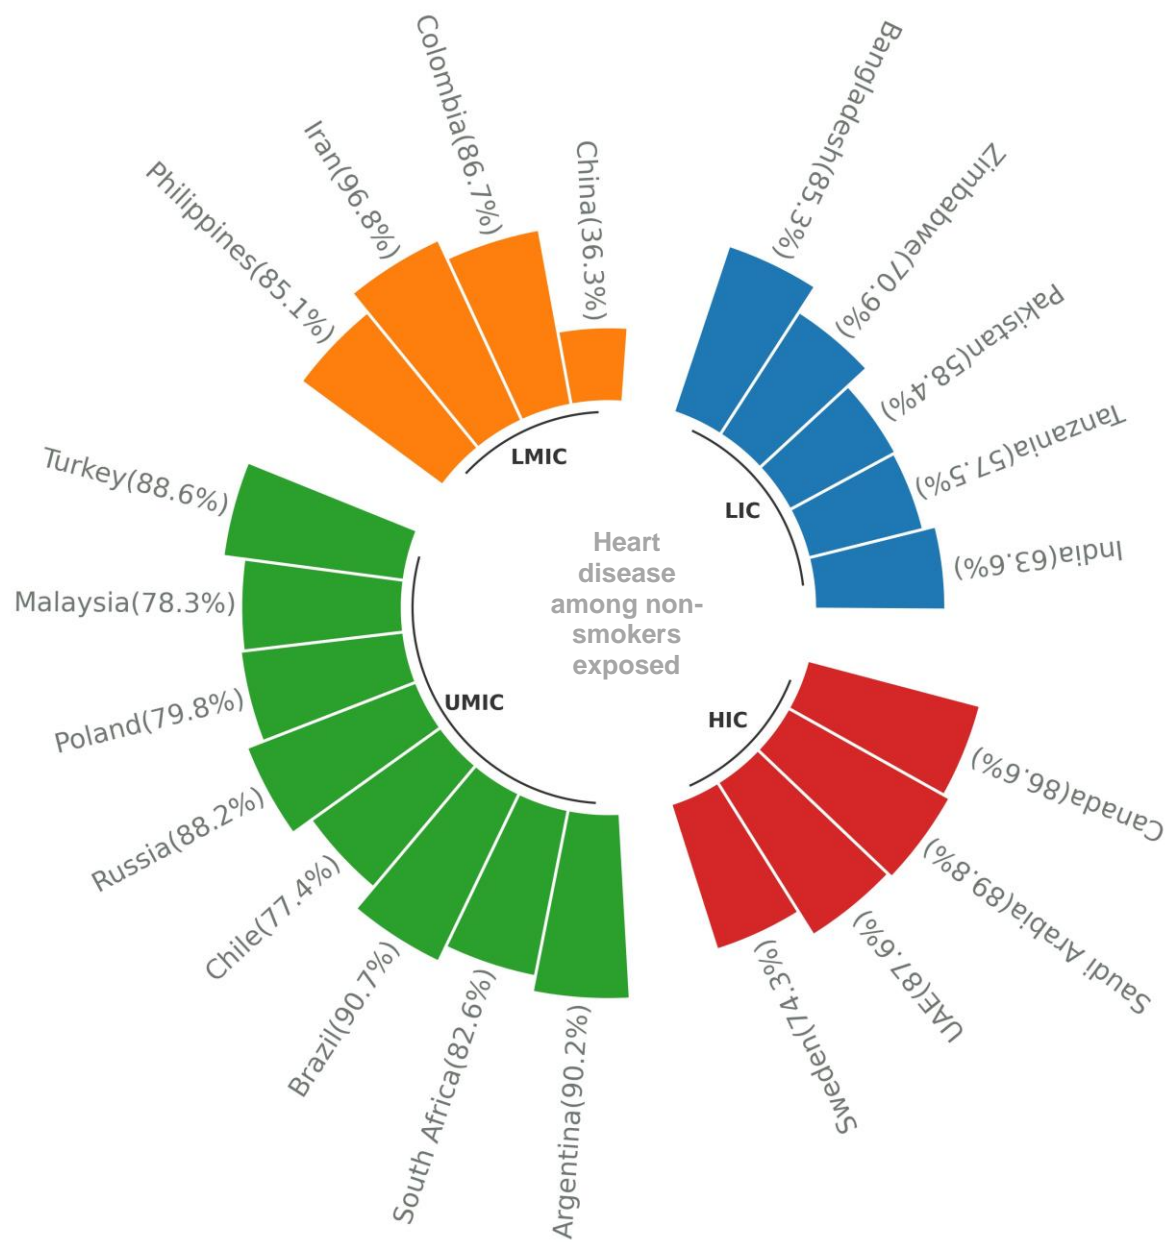 Colombia(86.7%)
Bangladesh(85.3%)
Iran(96.8%)
China(36.3%)
Zimbabwe(70.9%)
Philippines(85.1%)
Pakistan(58.4%)
Tanzania(57.5%)
LMIC
Turkey(88.6%)
LIC
India(63.6%)
Heart
disease
among non-
smokers
exposed
Malaysia(78.3%)
Poland(79.8%)
UMIC
HIC
Canada(86.6%)
Russia(88.2%)
Saudi Arabia(89.8%)
Chile(77.4%)
UAE(87.6%)
Brazil(90.7%)
Sweden(74.3%)
South Africa(82.6%)
Argentina(90.2%)